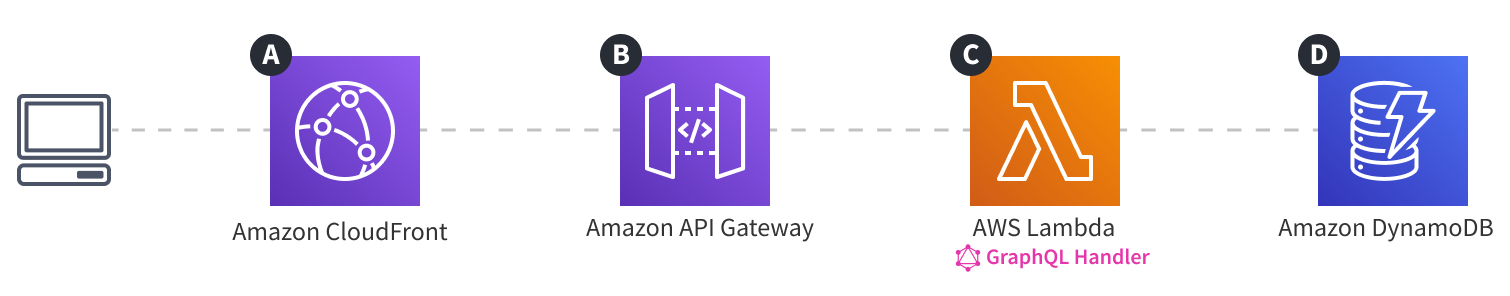 A
B
C
D
Amazon CloudFront
Amazon API Gateway
AWS Lambda
Amazon DynamoDB
GraphQL Handler